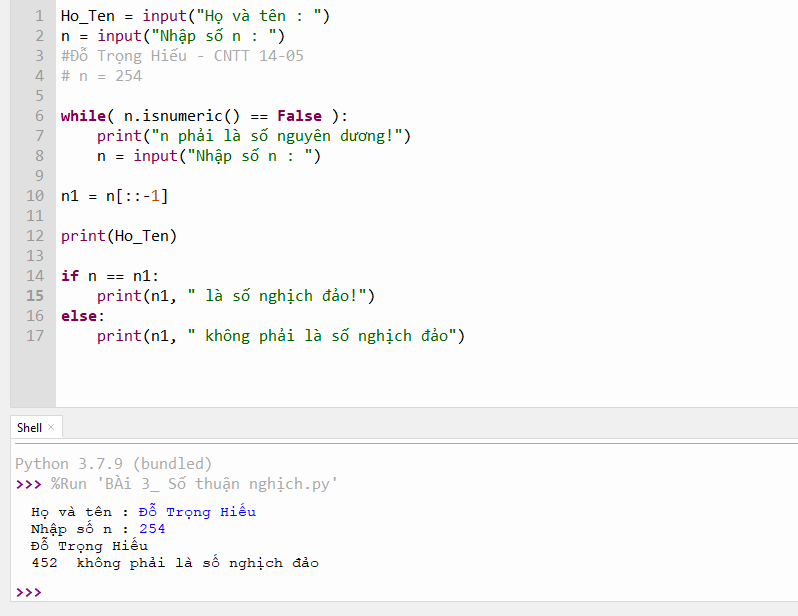 1 Ho_Ten = input("Họ và tên : ")
2 n = input("Nhập số n : ")
3 #Đỗ Trọng Hiếu - CNTT 14-05
4 # n = 254
5
6 while( n.isnumeric() == False ):
7     print("n phải là số nguyên dương!")
8     n = input("Nhập số n : ")
9
10 n1 = n[::-1]
11
12 print(Ho_Ten)
13
14 if n == n1:
15     print(n1, " là số nghịch đảo!")
16 else:
17     print(n1, " không phải là số nghịch đảo")
Shell ×
Python 3.7.9 (bundled)
>>> %Run 'BÀi 3_ Số thuận nghịch.py'
Họ và tên : Đỗ Trọng Hiếu
Nhập số n : 254
Đỗ Trọng Hiếu
452  không phải là số nghịch đảo
>>>